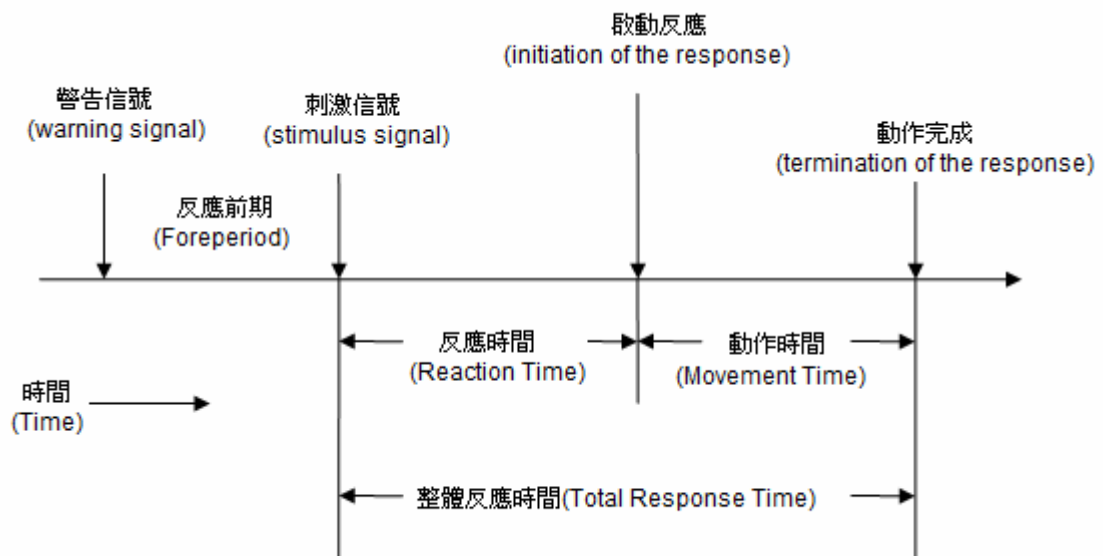 啟動反應
(initiation of the response)
警告信號
(warning signal)
刺激信號
(stimulus signal)
動作完成
(termination of the response)
反應前期
(Foreperiod)
反應時間
(Reaction Time)
動作時間
(Movement Time)
時間
(Time)
整體反應時間(Total Response Time)